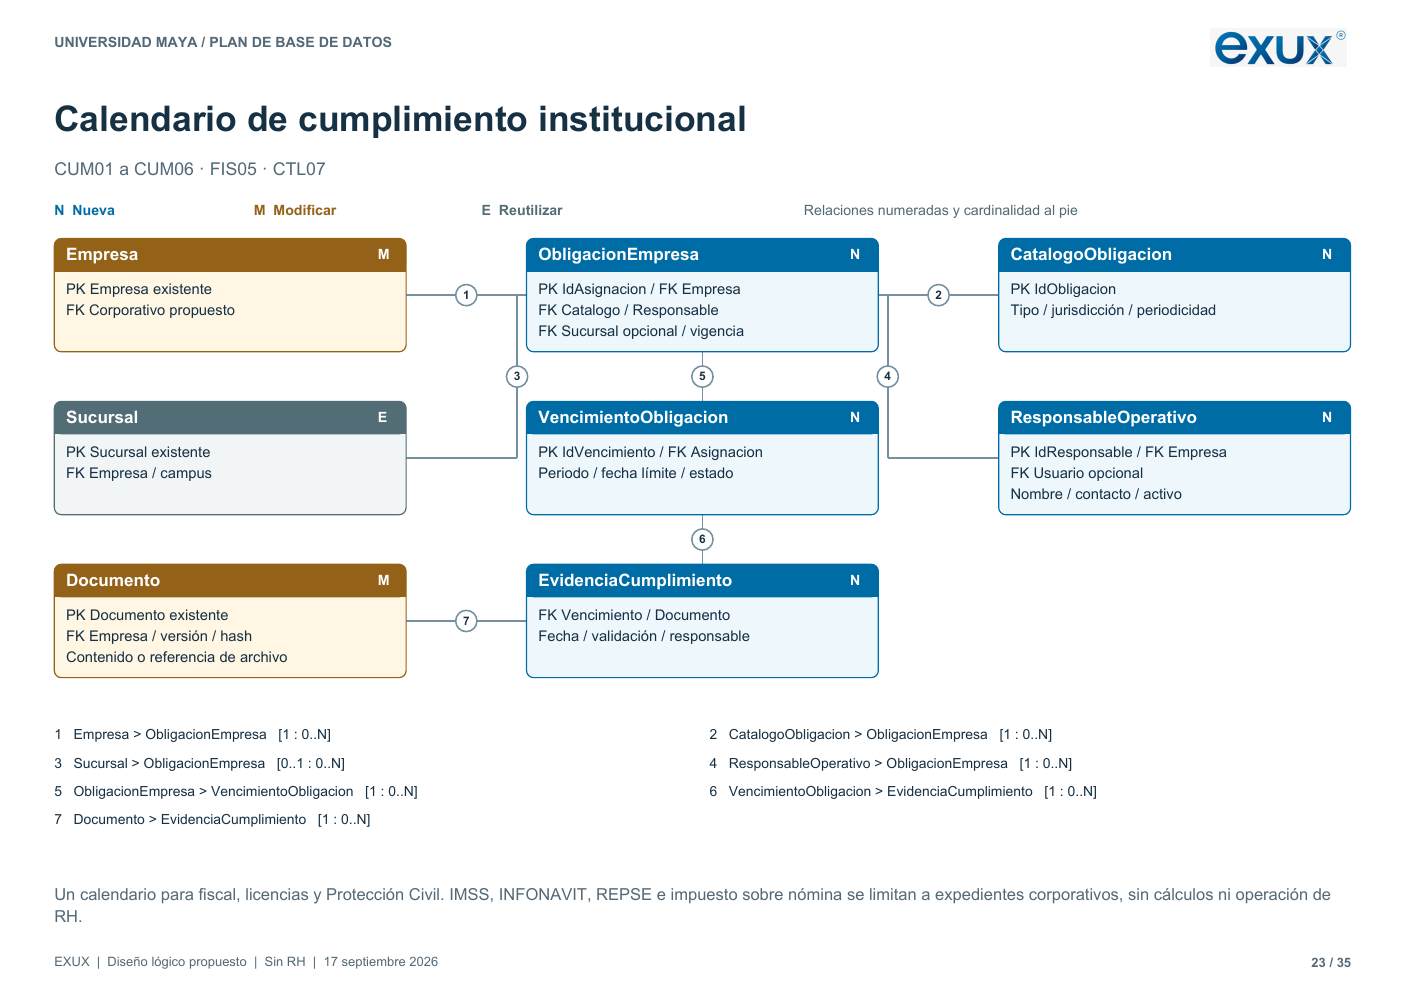 UNIVERSIDAD MAYA / PLAN DE BASE DE DATOS
exux®
Calendario de cumplimiento institucional
CUM01 a CUM06 · FIS05 · CTL07
N Nueva
M Modificar
E Reutilizar
Relaciones numeradas y cardinalidad al pie
Empresa M
PK Empresa existente
FK Corporativo propuesto
1
ObligacionEmpresa N
PK IdAsignacion / FK Empresa
FK Catalogo / Responsable
FK Sucursal opcional / vigencia
2
CatalogoObligacion N
PK IdObligacion
Tipo / jurisdicción / periodicidad
3
5
4
Sucursal E
PK Sucursal existente
FK Empresa / campus
VencimientoObligacion N
PK IdVencimiento / FK Asignacion
Periodo / fecha límite / estado
ResponsableOperativo N
PK IdResponsable / FK Empresa
FK Usuario opcional
Nombre / contacto / activo
6
Documento M
PK Documento existente
FK Empresa / versión / hash
Contenido o referencia de archivo
7
EvidenciaCumplimiento N
FK Vencimiento / Documento
Fecha / validación / responsable
1 Empresa > ObligacionEmpresa [1 : 0..N]
2 CatalogoObligacion > ObligacionEmpresa [1 : 0..N]
3 Sucursal > ObligacionEmpresa [0..1 : 0..N]
4 ResponsableOperativo > ObligacionEmpresa [1 : 0..N]
5 ObligacionEmpresa > VencimientoObligacion [1 : 0..N]
6 VencimientoObligacion > EvidenciaCumplimiento [1 : 0..N]
7 Documento > EvidenciaCumplimiento [1 : 0..N]
Un calendario para fiscal, licencias y Protección Civil. IMSS, INFONAVIT, REPSE e impuesto sobre nómina se limitan a expedientes corporativos, sin cálculos ni operación de
RH.
EXUX | Diseño lógico propuesto | Sin RH | 17 septiembre 2026
23 / 35